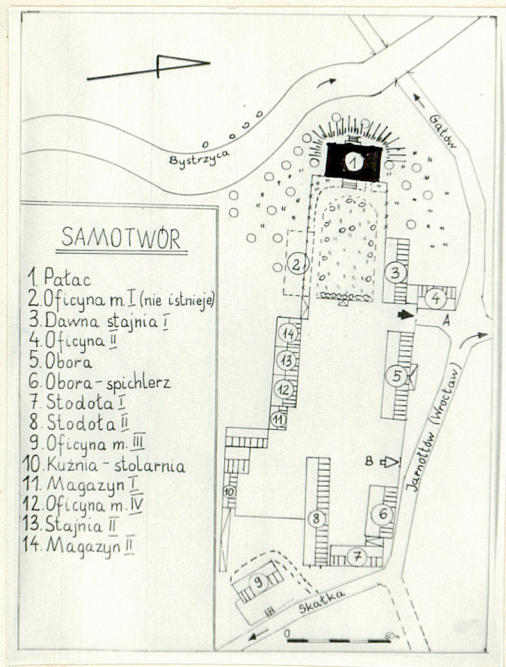 Bystrzyca
Gałów
SAMOTWÓR
1. Pałac
2. Oficyna m. I (nie istnieje)
3. Dawna stajnia I
4. Oficyna II
5. Obora
6. Obora - spichlerz
7. Stodoła I
8. Stodoła II
9. Oficyna m. III
10. Kuźnia - stolarnia
11. Magazyn I
12. Oficyna m. IV
13. Stajnia II
14. Magazyn II
1
2
3
4
A
14
13
12
11
5
Jarnołtów (Wrocław)
B
10
8
6
7
9
Skałka
0